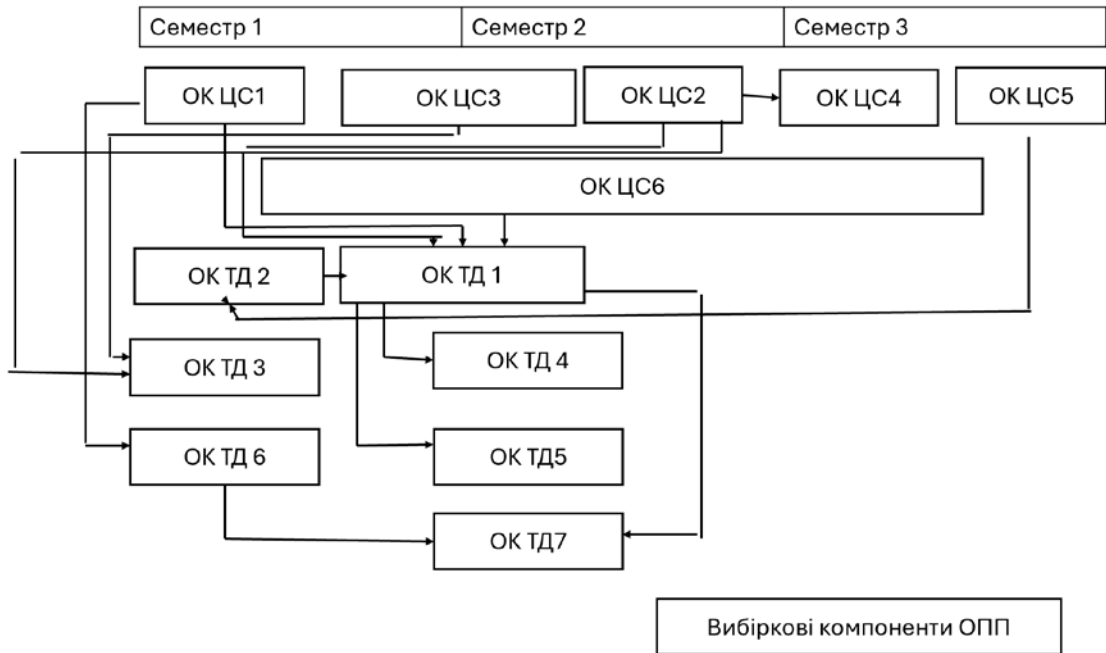 Семестр 1
Семестр 2
Семестр 3
ОК ЦС1
ОК ЦС3
ОК ЦС2
ОК ЦС4
ОК ЦС5
ОК ЦС6
ОК ТД 2
ОК ТД 1
ОК ТД 3
ОК ТД 4
ОК ТД 6
ОК ТД5
ОК ТД7
Вибіркові компоненти ОПП